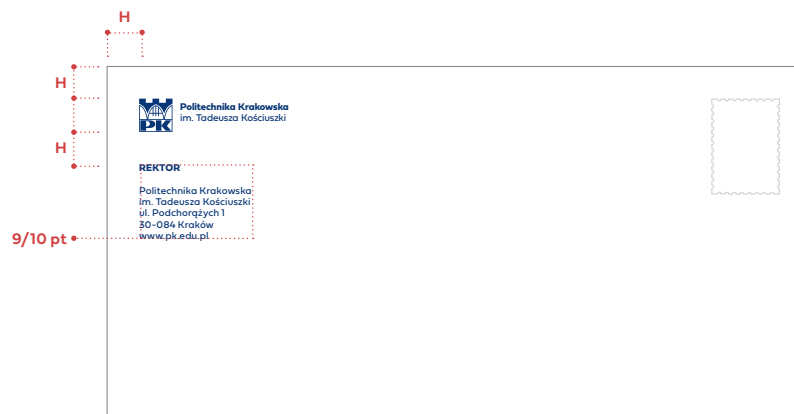 H
H
PK
Politechnika Krakowska
im. Tadeusza Kościuszki
H
REKTOR
Politechnika Krakowska
im. Tadeusza Kościuszki
ul. Podchorążych 1
30-084 Kraków
www.pk.edu.pl
9/10 pt